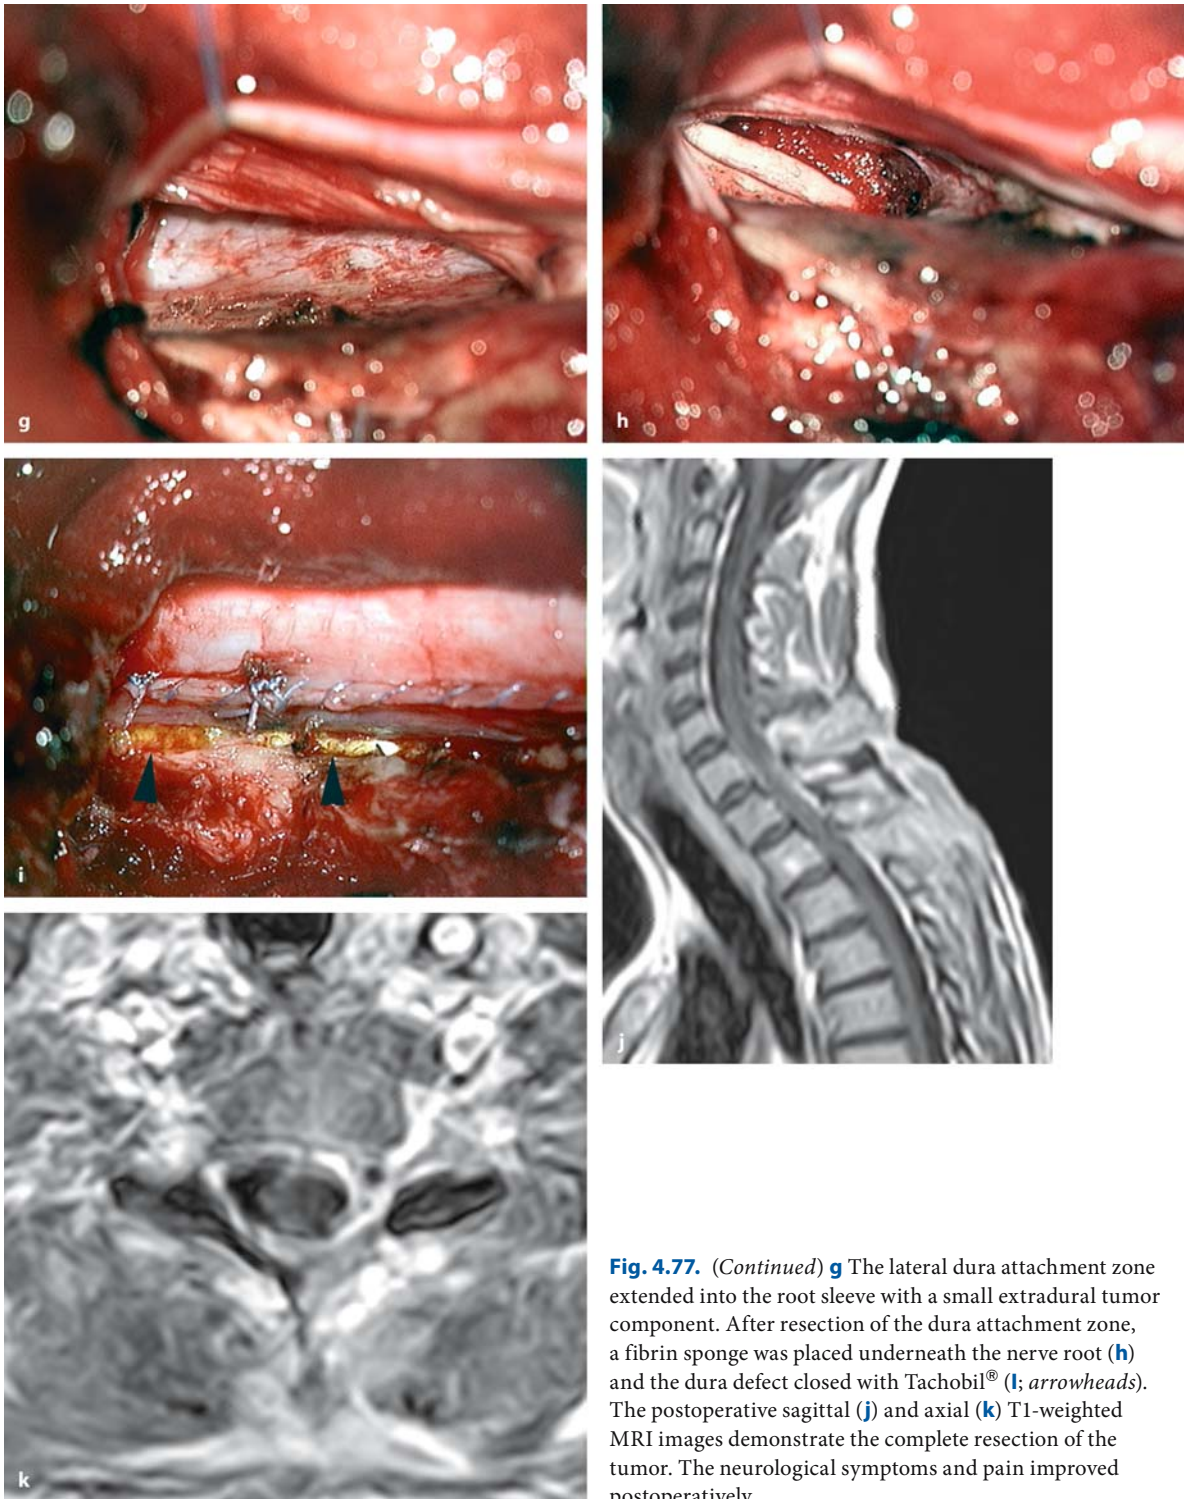 g
h
i
j
k
Fig. 4.77. (Continued) g The lateral dura attachment zone
extended into the root sleeve with a small extradural tumor
component. After resection of the dura attachment zone,
a fibrin sponge was placed underneath the nerve root (h)
and the dura defect closed with Tachobil® (I; arrowheads).
The postoperative sagittal (j) and axial (k) T1-weighted
MRI images demonstrate the complete resection of the
tumor. The neurological symptoms and pain improved
postoperatively